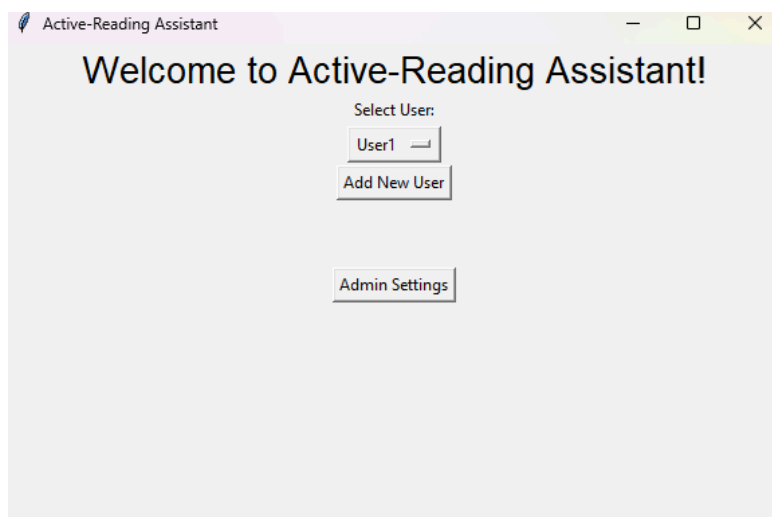 Active-Reading Assistant
Welcome to Active-Reading Assistant!
Select User:
User1
Add New User
Admin Settings